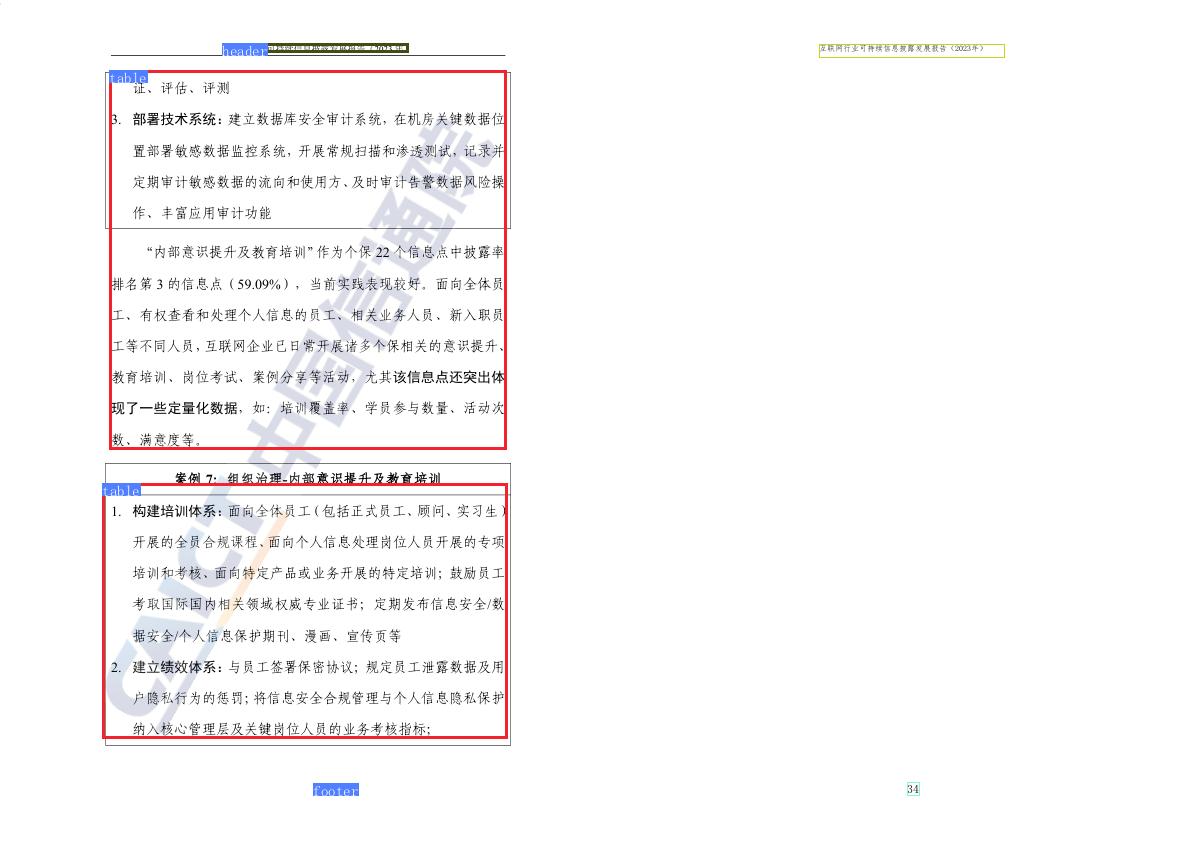 header
互联网行业可持续信息披露发展报告（2023年）
table
证、评估、评测
3. 部署技术系统：建立数据库安全审计系统，在机房关键数据位
置部署敏感数据监控系统，开展常规扫描和渗透测试，记录并
定期审计敏感数据的流向和使用方、及时审计告警数据风险操
作、丰富应用审计功能
“内部意识提升及教育培训”作为个保 22 个信息点中披露率
排名第 3 的信息点（59.09%），当前实践表现较好。面向全体员
工、有权查看和处理个人信息的员工、相关业务人员、新入职员
工等不同人员，互联网企业已日常开展诸多个保相关的意识提升、
教育培训、岗位考试、案例分享等活动，尤其该信息点还突出体
现了一些定量化数据，如：培训覆盖率、学员参与数量、活动次
数、满意度等。
案例 7：组织治理-内部意识提升及教育培训
table
1. 构建培训体系：面向全体员工（包括正式员工、顾问、实习生）
开展的全员合规课程、面向个人信息处理岗位人员开展的专项
培训和考核、面向特定产品或业务开展的特定培训；鼓励员工
考取国际国内相关领域权威专业证书；定期发布信息安全/数
据安全/个人信息保护期刊、漫画、宣传页等
2. 建立绩效体系：与员工签署保密协议；规定员工泄露数据及用
户隐私行为的惩罚；将信息安全合规管理与个人信息隐私保护
纳入核心管理层及关键岗位人员的业务考核指标；
CAICT 中国信通院
footer
34